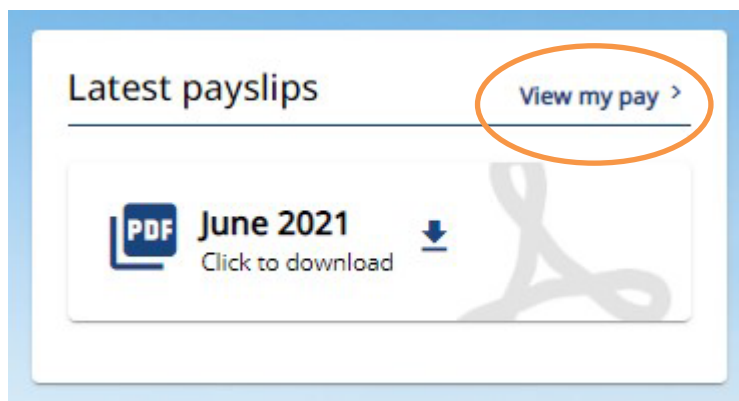 Latest payslips
View my pay >
PDF
June 2021
Click to download